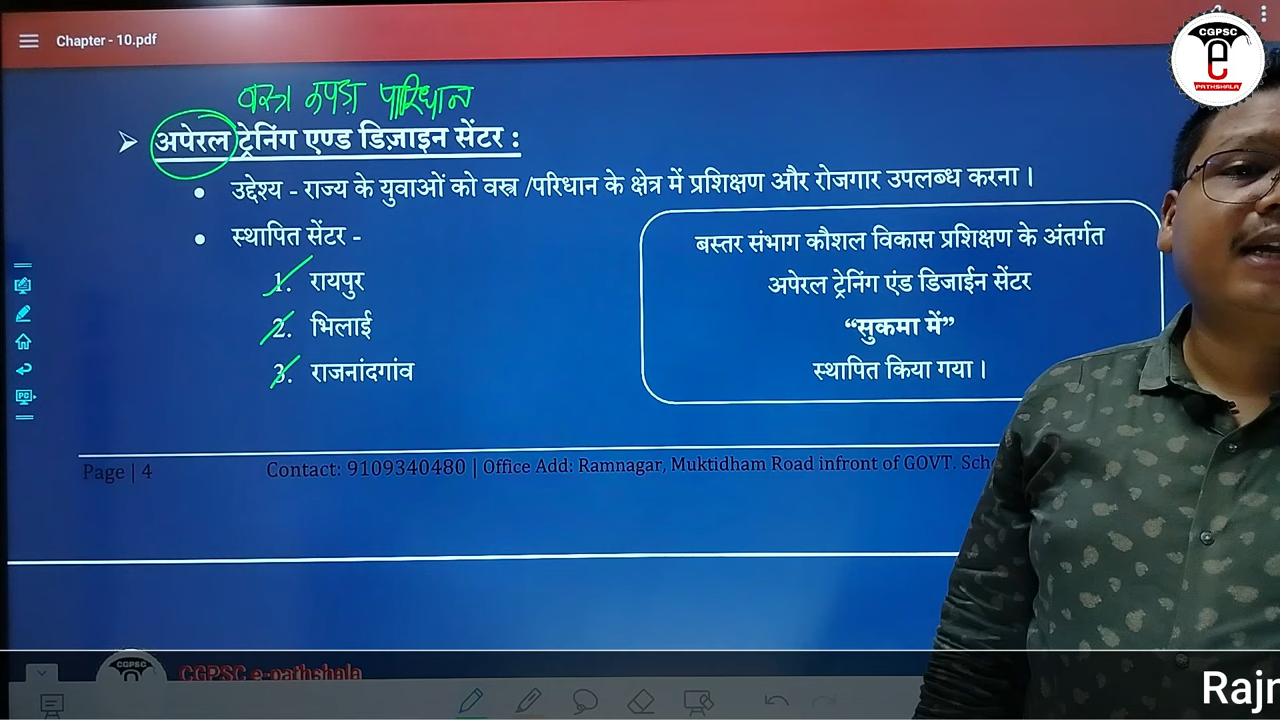 Chapter - 10.pdf
CGPSC
e
PATHSHALA
वस्त्र कपड़ा परिधान
➢ अपेरल ट्रेनिंग एण्ड डिज़ाइन सेंटर :
• उद्देश्य - राज्य के युवाओं को वस्त्र /परिधान के क्षेत्र में प्रशिक्षण और रोजगार उपलब्ध करना।
• स्थापित सेंटर -
1. रायपुर
2. भिलाई
3. राजनांदगांव
बस्तर संभाग कौशल विकास प्रशिक्षण के अंतर्गत
अपेरल ट्रेनिंग एंड डिजाईन सेंटर
“सुकमा में”
स्थापित किया गया।
Page | 4
Contact: 9109340480 | Office Add: Ramnagar, Muktidham Road infront of GOVT.
CGPSC
CGPSC e-pathshala